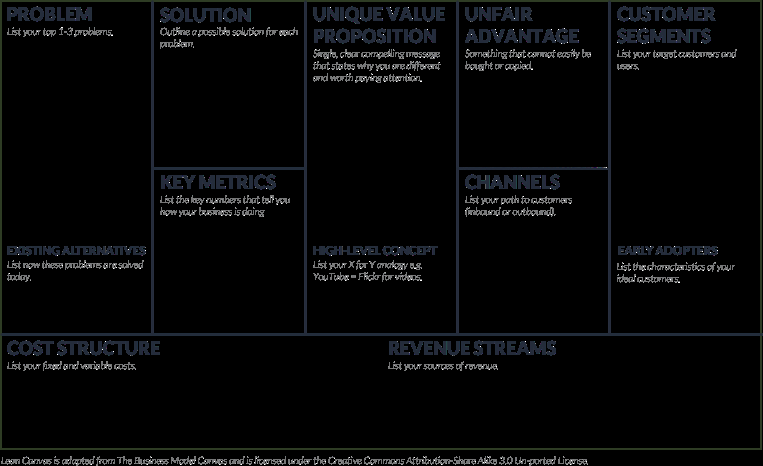 PROBLEM
List your top 1-3 problems.
EXISTING ALTERNATIVES
List how these problems are solved
today.
SOLUTION
Outline a possible solution for each
problem.
KEY METRICS
List the key numbers that tell you
how your business is doing
UNIQUE VALUE
PROPOSITION
Single, clear compelling message
that states why you are different
and worth paying attention.
HIGH-LEVEL CONCEPT
List your X for Y analogy e.g.
YouTube = Flickr for videos.
UNFAIR
ADVANTAGE
Something that cannot easily be
bought or copied.
CHANNELS
List your path to customers
(inbound or outbound).
CUSTOMER
SEGMENTS
List your target customers and
users.
EARLY ADOPTERS
List the characteristics of your
ideal customers.
COST STRUCTURE
List your fixed and variable costs.
REVENUE STREAMS
List your sources of revenue.
Lean Canvas is adapted from The Business Model Canvas and is licensed under the Creative Commons Attribution-Share Alike 3.0 Un-ported License.